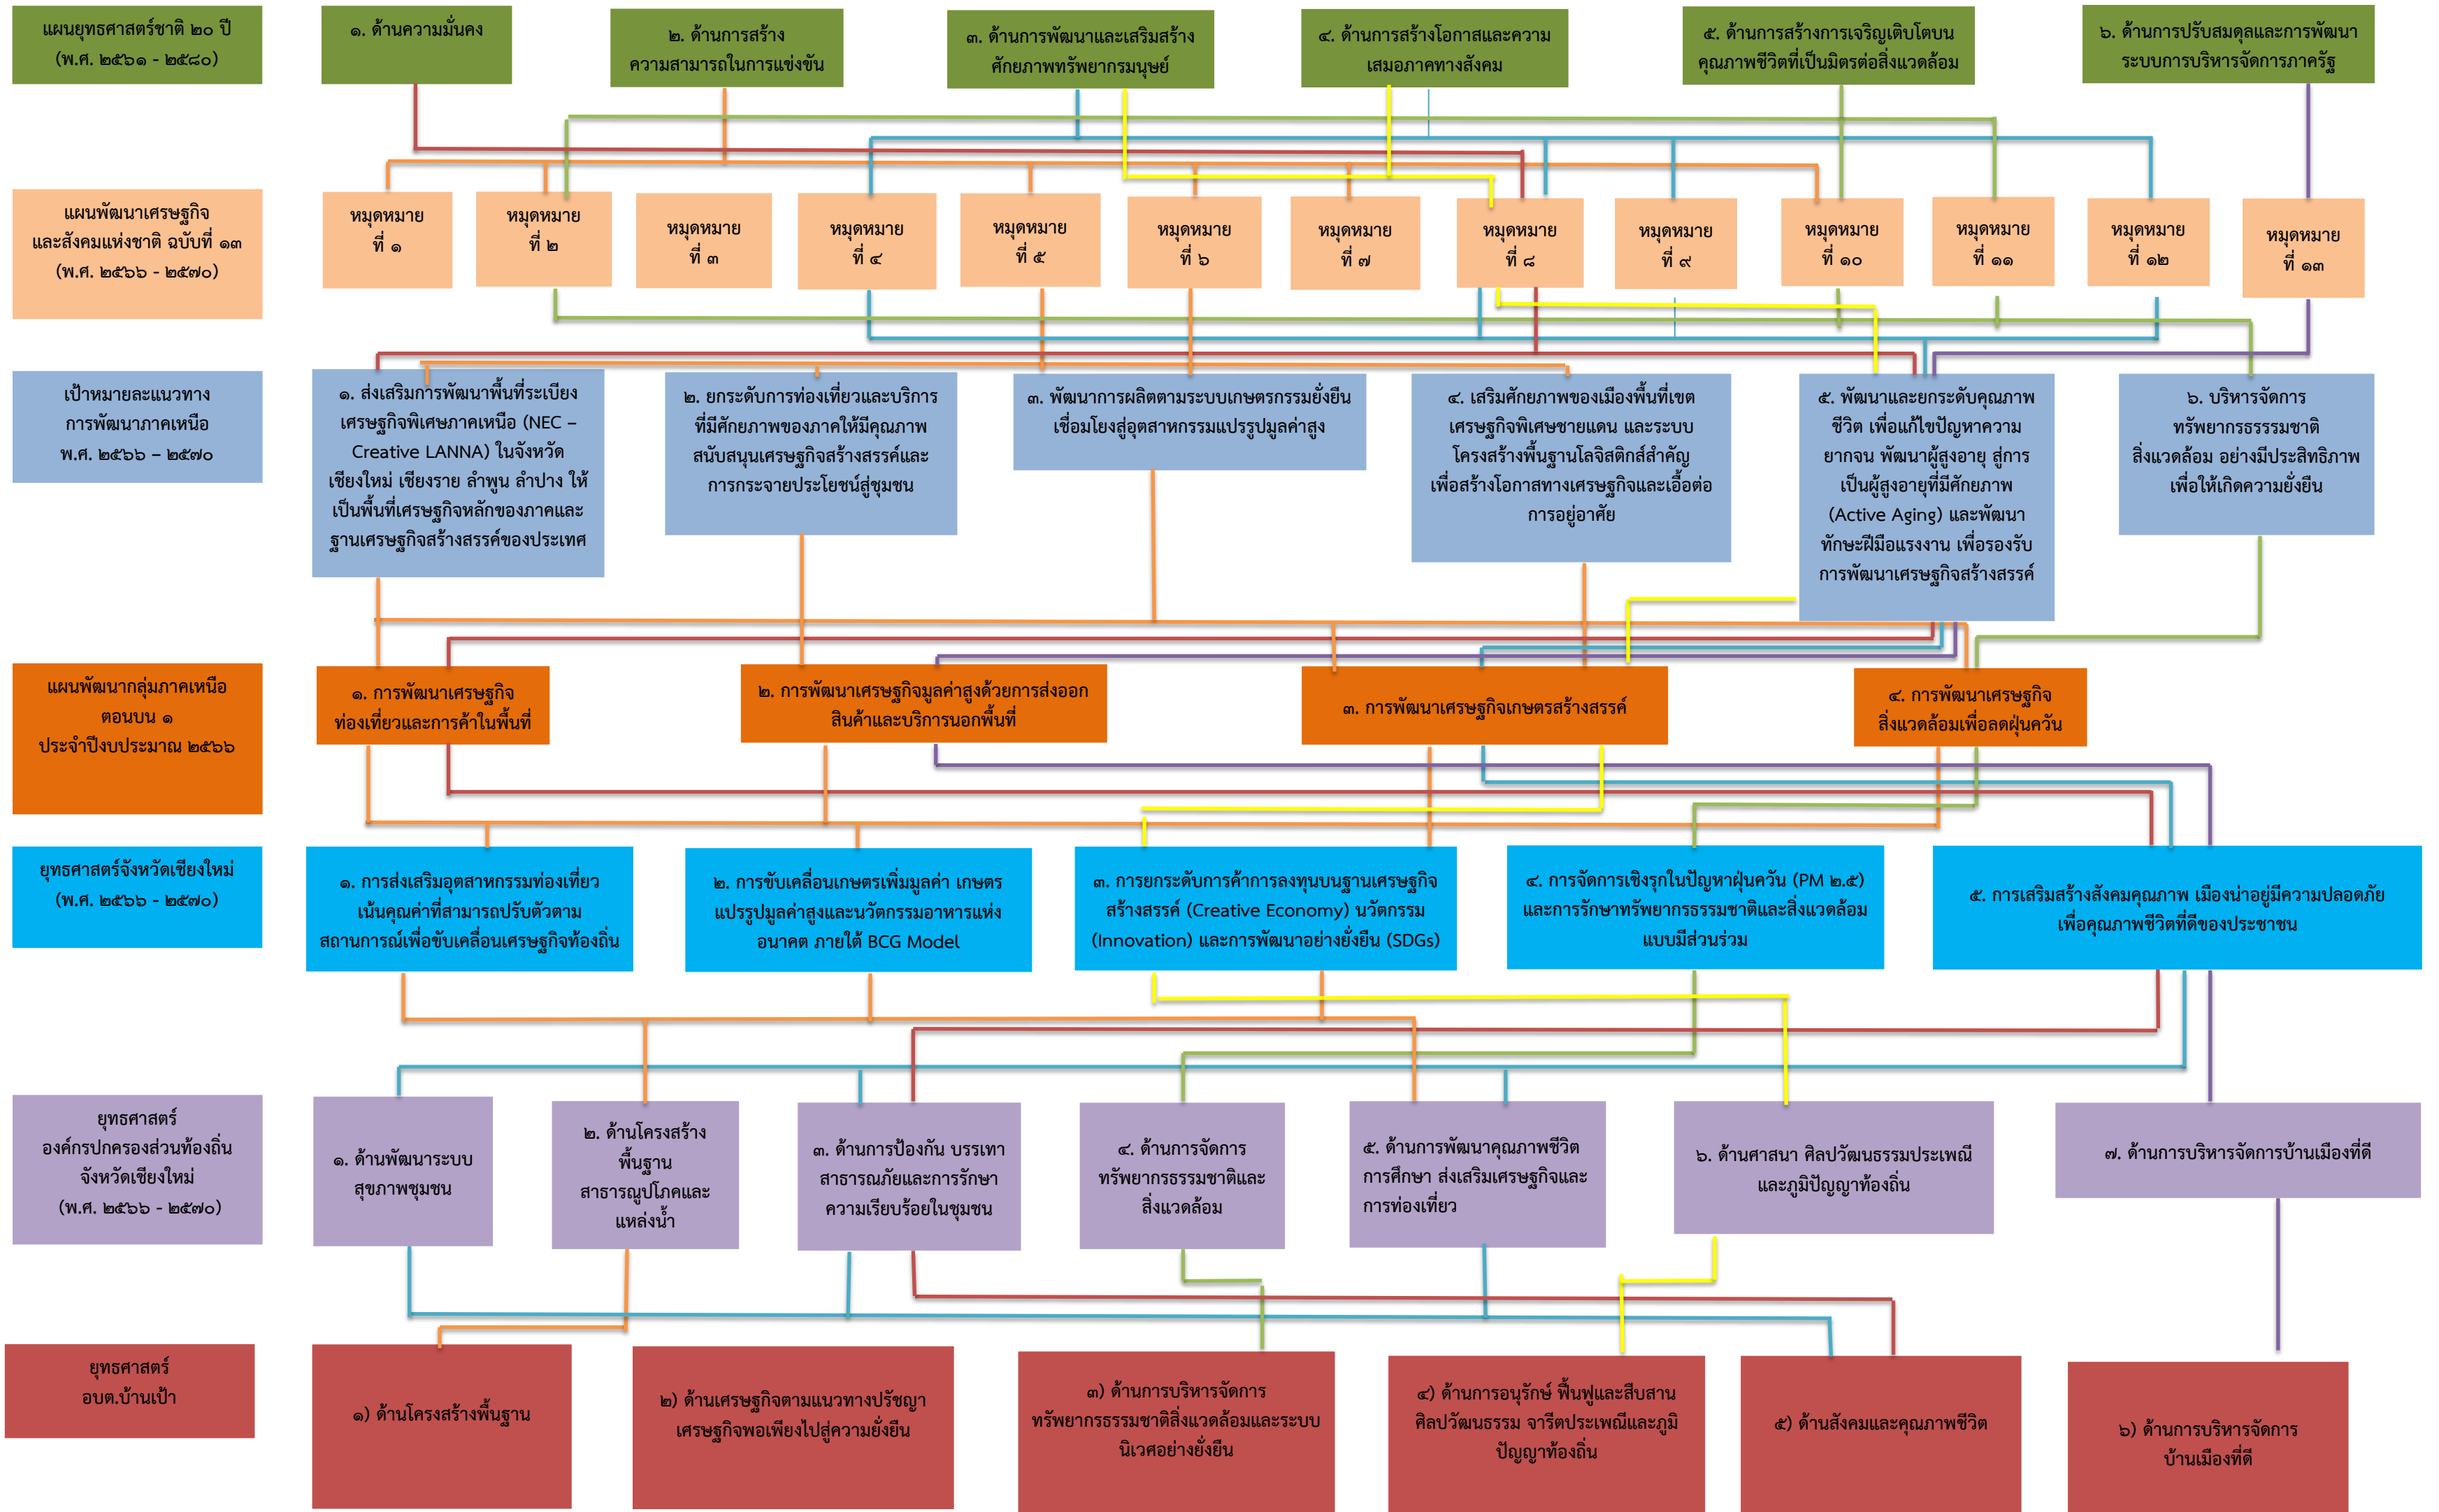 แผนยุทธศาสตร์ชาติ ๒๐ ปี
(พ.ศ. ๒๕๖๑ - ๒๕๘๐)
๑. ด้านความมั่นคง
๒. ด้านการสร้าง
ความสามารถในการแข่งขัน
๓. ด้านการพัฒนาและเสริมสร้าง
ศักยภาพทรัพยากรมนุษย์
๔. ด้านการสร้างโอกาสและความ
เสมอภาคทางสังคม
๕. ด้านการสร้างการเจริญเติบโตบน
คุณภาพชีวิตที่เป็นมิตรต่อสิ่งแวดล้อม
๖. ด้านการปรับสมดุลและการพัฒนา
ระบบการบริหารจัดการภาครัฐ
แผนพัฒนาเศรษฐกิจ
และสังคมแห่งชาติ ฉบับที่ ๑๓
(พ.ศ. ๒๕๖๖ - ๒๕๗๐)
หมุดหมาย
ที่ ๑
หมุดหมาย
ที่ ๒
หมุดหมาย
ที่ ๓
หมุดหมาย
ที่ ๔
หมุดหมาย
ที่ ๕
หมุดหมาย
ที่ ๖
หมุดหมาย
ที่ ๗
หมุดหมาย
ที่ ๘
หมุดหมาย
ที่ ๙
หมุดหมาย
ที่ ๑๐
หมุดหมาย
ที่ ๑๑
หมุดหมาย
ที่ ๑๒
หมุดหมาย
ที่ ๑๓
เป้าหมายละแนวทาง
การพัฒนาภาคเหนือ
พ.ศ. ๒๕๖๖ – ๒๕๗๐
๑. ส่งเสริมการพัฒนาพื้นที่ระเบียง
เศรษฐกิจพิเศษภาคเหนือ (NEC –
Creative LANNA) ในจังหวัด
เชียงใหม่ เชียงราย ลำพูน ลำปาง ให้
เป็นพื้นที่เศรษฐกิจหลักของภาคและ
ฐานเศรษฐกิจสร้างสรรค์ของประเทศ
๒. ยกระดับการท่องเที่ยวและบริการ
ที่มีศักยภาพของภาคให้มีคุณภาพ
สนับสนุนเศรษฐกิจสร้างสรรค์และ
การกระจายประโยชน์สู่ชุมชน
๓. พัฒนาการผลิตตามระบบเกษตรกรรมยั่งยืน
เชื่อมโยงสู่อุตสาหกรรมแปรรูปมูลค่าสูง
๔. เสริมศักยภาพของเมืองพื้นที่เขต
เศรษฐกิจพิเศษชายแดน และระบบ
โครงสร้างพื้นฐานโลจิสติกส์สำคัญ
เพื่อสร้างโอกาสทางเศรษฐกิจและเอื้อต่อ
การอยู่อาศัย
๕. พัฒนาและยกระดับคุณภาพ
ชีวิต เพื่อแก้ไขปัญหาความ
ยากจน พัฒนาผู้สูงอายุ สู่การ
เป็นผู้สูงอายุที่มีศักยภาพ
(Active Aging) และพัฒนา
ทักษะฝีมือแรงงาน เพื่อรองรับ
การพัฒนาเศรษฐกิจสร้างสรรค์
๖. บริหารจัดการ
ทรัพยากรธรรรมชาติ
สิ่งแวดล้อม อย่างมีประสิทธิภาพ
เพื่อให้เกิดความยั่งยืน
แผนพัฒนากลุ่มภาคเหนือ
ตอนบน ๑
ประจำปีงบประมาณ ๒๕๖๖
๑. การพัฒนาเศรษฐกิจ
ท่องเที่ยวและการค้าในพื้นที่
๒. การพัฒนาเศรษฐกิจมูลค่าสูงด้วยการส่งออก
สินค้าและบริการนอกพื้นที่
๓. การพัฒนาเศรษฐกิจเกษตรสร้างสรรค์
๔. การพัฒนาเศรษฐกิจ
สิ่งแวดล้อมเพื่อลดฝุ่นควัน
ยุทธศาสตร์จังหวัดเชียงใหม่
(พ.ศ. ๒๕๖๖ - ๒๕๗๐)
๑. การส่งเสริมอุตสาหกรรมท่องเที่ยว
เน้นคุณค่าที่สามารถปรับตัวตาม
สถานการณ์เพื่อขับเคลื่อนเศรษฐกิจท้องถิ่น
๒. การขับเคลื่อนเกษตรเพิ่มมูลค่า เกษตร
แปรรูปมูลค่าสูงและนวัตกรรมอาหารแห่ง
อนาคต ภายใต้ BCG Model
๓. การยกระดับการค้าการลงทุนบนฐานเศรษฐกิจ
สร้างสรรค์ (Creative Economy) นวัตกรรม
(Innovation) และการพัฒนาอย่างยั่งยืน (SDGs)
๔. การจัดการเชิงรุกในปัญหาฝุ่นควัน (PM ๒.๕)
และการรักษาทรัพยากรธรรมชาติและสิ่งแวดล้อม
แบบมีส่วนร่วม
๕. การเสริมสร้างสังคมคุณภาพ เมืองน่าอยู่มีความปลอดภัย
เพื่อคุณภาพชีวิตที่ดีของประชาชน
ยุทธศาสตร์
องค์กรปกครองส่วนท้องถิ่น
จังหวัดเชียงใหม่
(พ.ศ. ๒๕๖๖ - ๒๕๗๐)
๑. ด้านพัฒนาระบบ
สุขภาพชุมชน
๒. ด้านโครงสร้าง
พื้นฐาน
สาธารณูปโภคและ
แหล่งน้ำ
๓. ด้านการป้องกัน บรรเทา
สาธารณภัยและการรักษา
ความเรียบร้อยในชุมชน
๔. ด้านการจัดการ
ทรัพยากรธรรมชาติและ
สิ่งแวดล้อม
๕. ด้านการพัฒนาคุณภาพชีวิต
การศึกษา ส่งเสริมเศรษฐกิจและ
การท่องเที่ยว
๖. ด้านศาสนา ศิลปวัฒนธรรมประเพณี
และภูมิปัญญาท้องถิ่น
๗. ด้านการบริหารจัดการบ้านเมืองที่ดี
ยุทธศาสตร์
อบต.บ้านเป้า
๑) ด้านโครงสร้างพื้นฐาน
๒) ด้านเศรษฐกิจตามแนวทางปรัชญา
เศรษฐกิจพอเพียงไปสู่ความยั่งยืน
๓) ด้านการบริหารจัดการ
ทรัพยากรธรรมชาติสิ่งแวดล้อมและระบบ
นิเวศอย่างยั่งยืน
๔) ด้านการอนุรักษ์ ฟื้นฟูและสืบสาน
ศิลปวัฒนธรรม จารีตประเพณีและภูมิ
ปัญญาท้องถิ่น
๕) ด้านสังคมและคุณภาพชีวิต
๖) ด้านการบริหารจัดการ
บ้านเมืองที่ดี